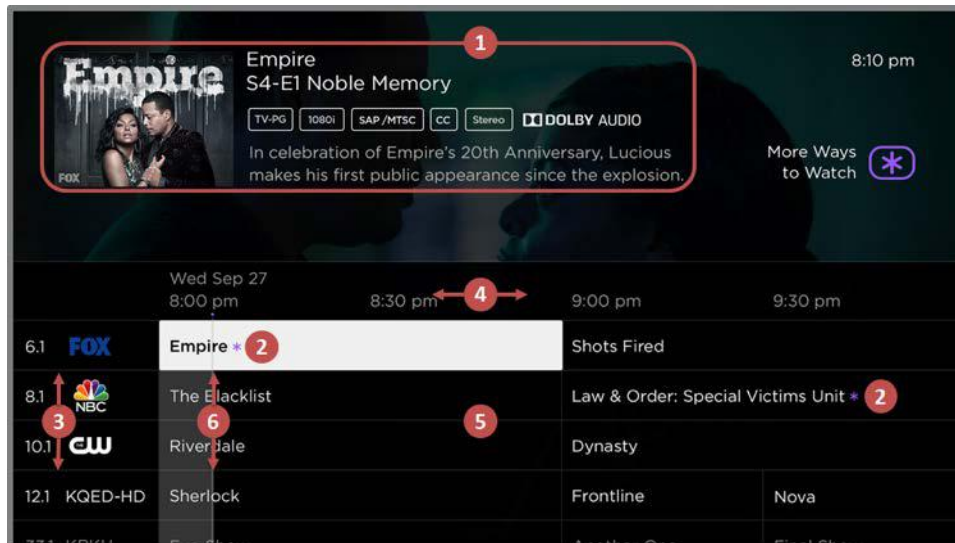 1
Empire
Empire
S4-E1 Noble Memory
8:10 pm
TV-PG 1080i SAP/MTSC CC Stereo DOLBY AUDIO
In celebration of Empire's 20th Anniversary, Lucious
makes his first public appearance since the explosion.
FOX
More Ways
to Watch *
Wed Sep 27
8:00 pm 8:30 pm 4 9:00 pm 9:30 pm
6.1 FOX Empire * 2 Shots Fired
8.1 NBC The Blacklist Law & Order: Special Victims Unit * 2
3 6 5
10.1 THE CW Riverdale Dynasty
12.1 KQED-HD Sherlock Frontline Nova